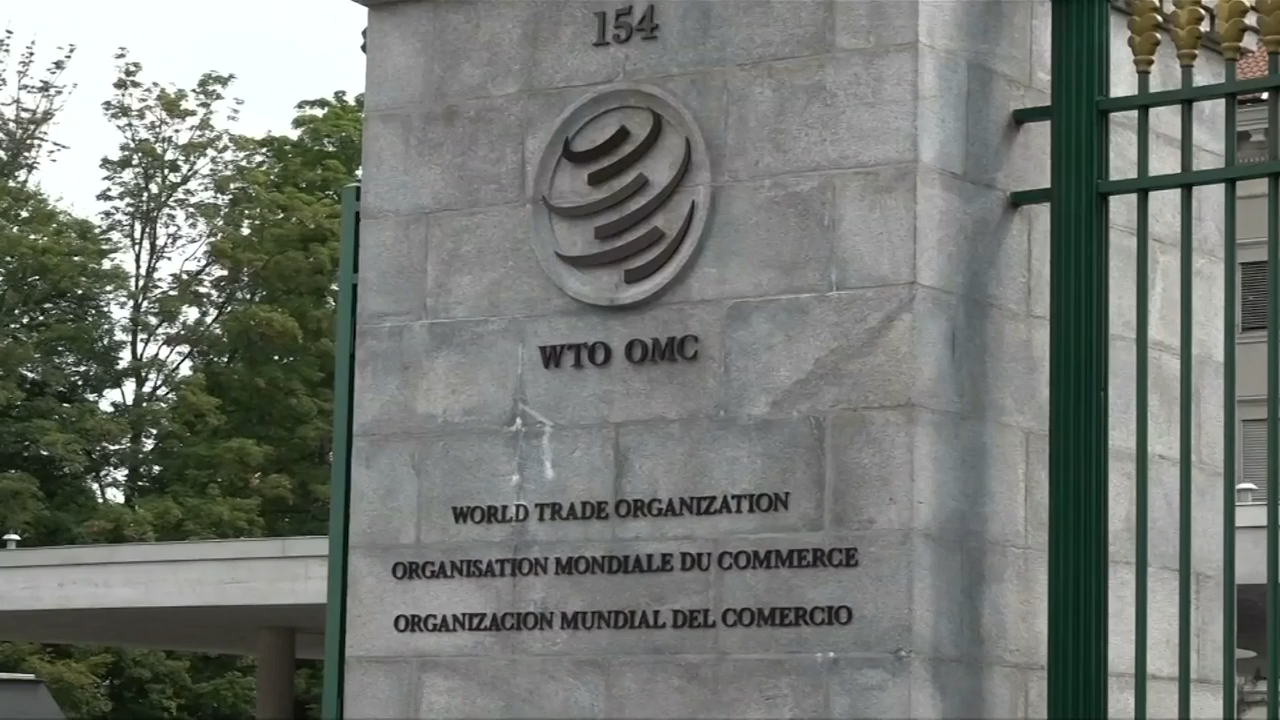 154
WTO OMC
WORLD TRADE ORGANIZATION
ORGANISATION MONDIALE DU COMMERCE
ORGANIZACION MUNDIAL DEL COMERCIO